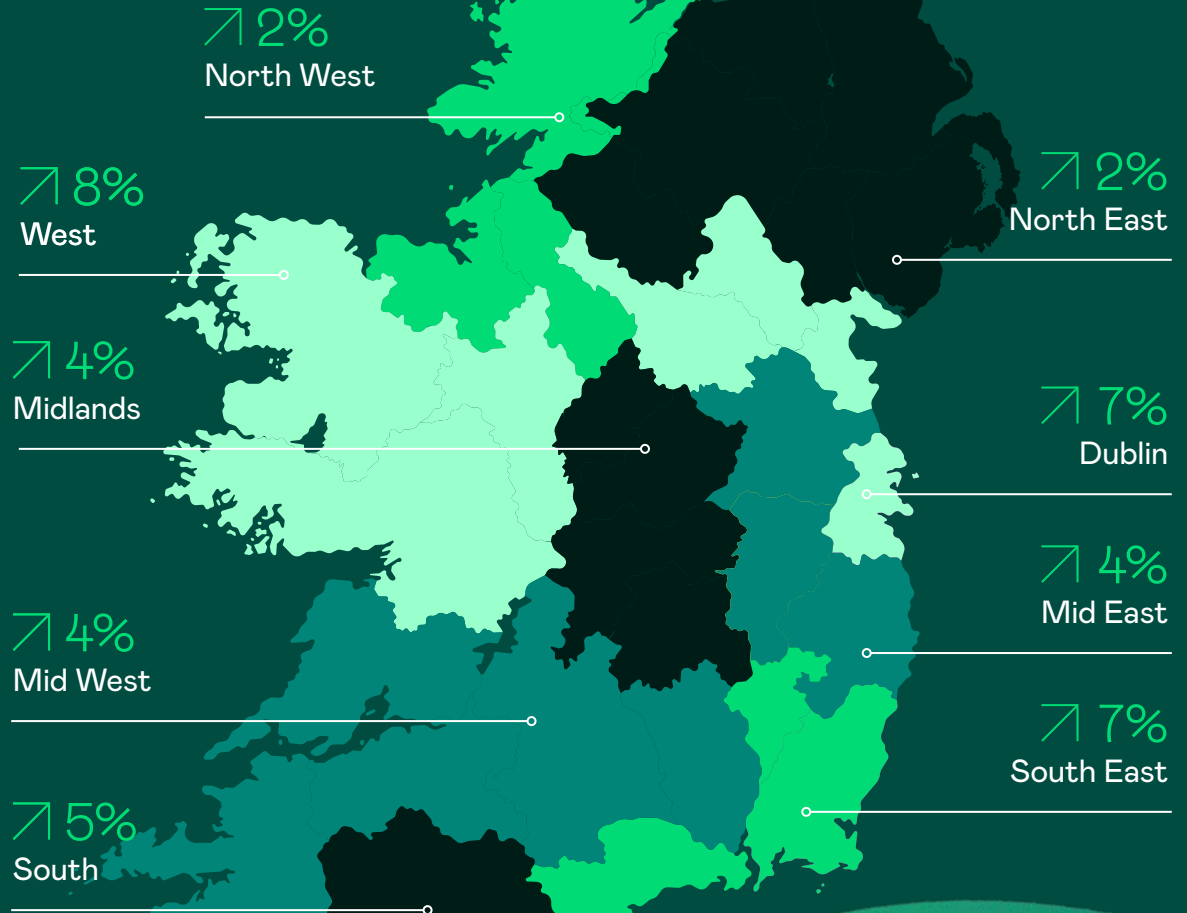 2%
North West
8%
West
2%
North East
4%
Midlands
7%
Dublin
4%
Mid East
4%
Mid West
7%
South East
5%
South